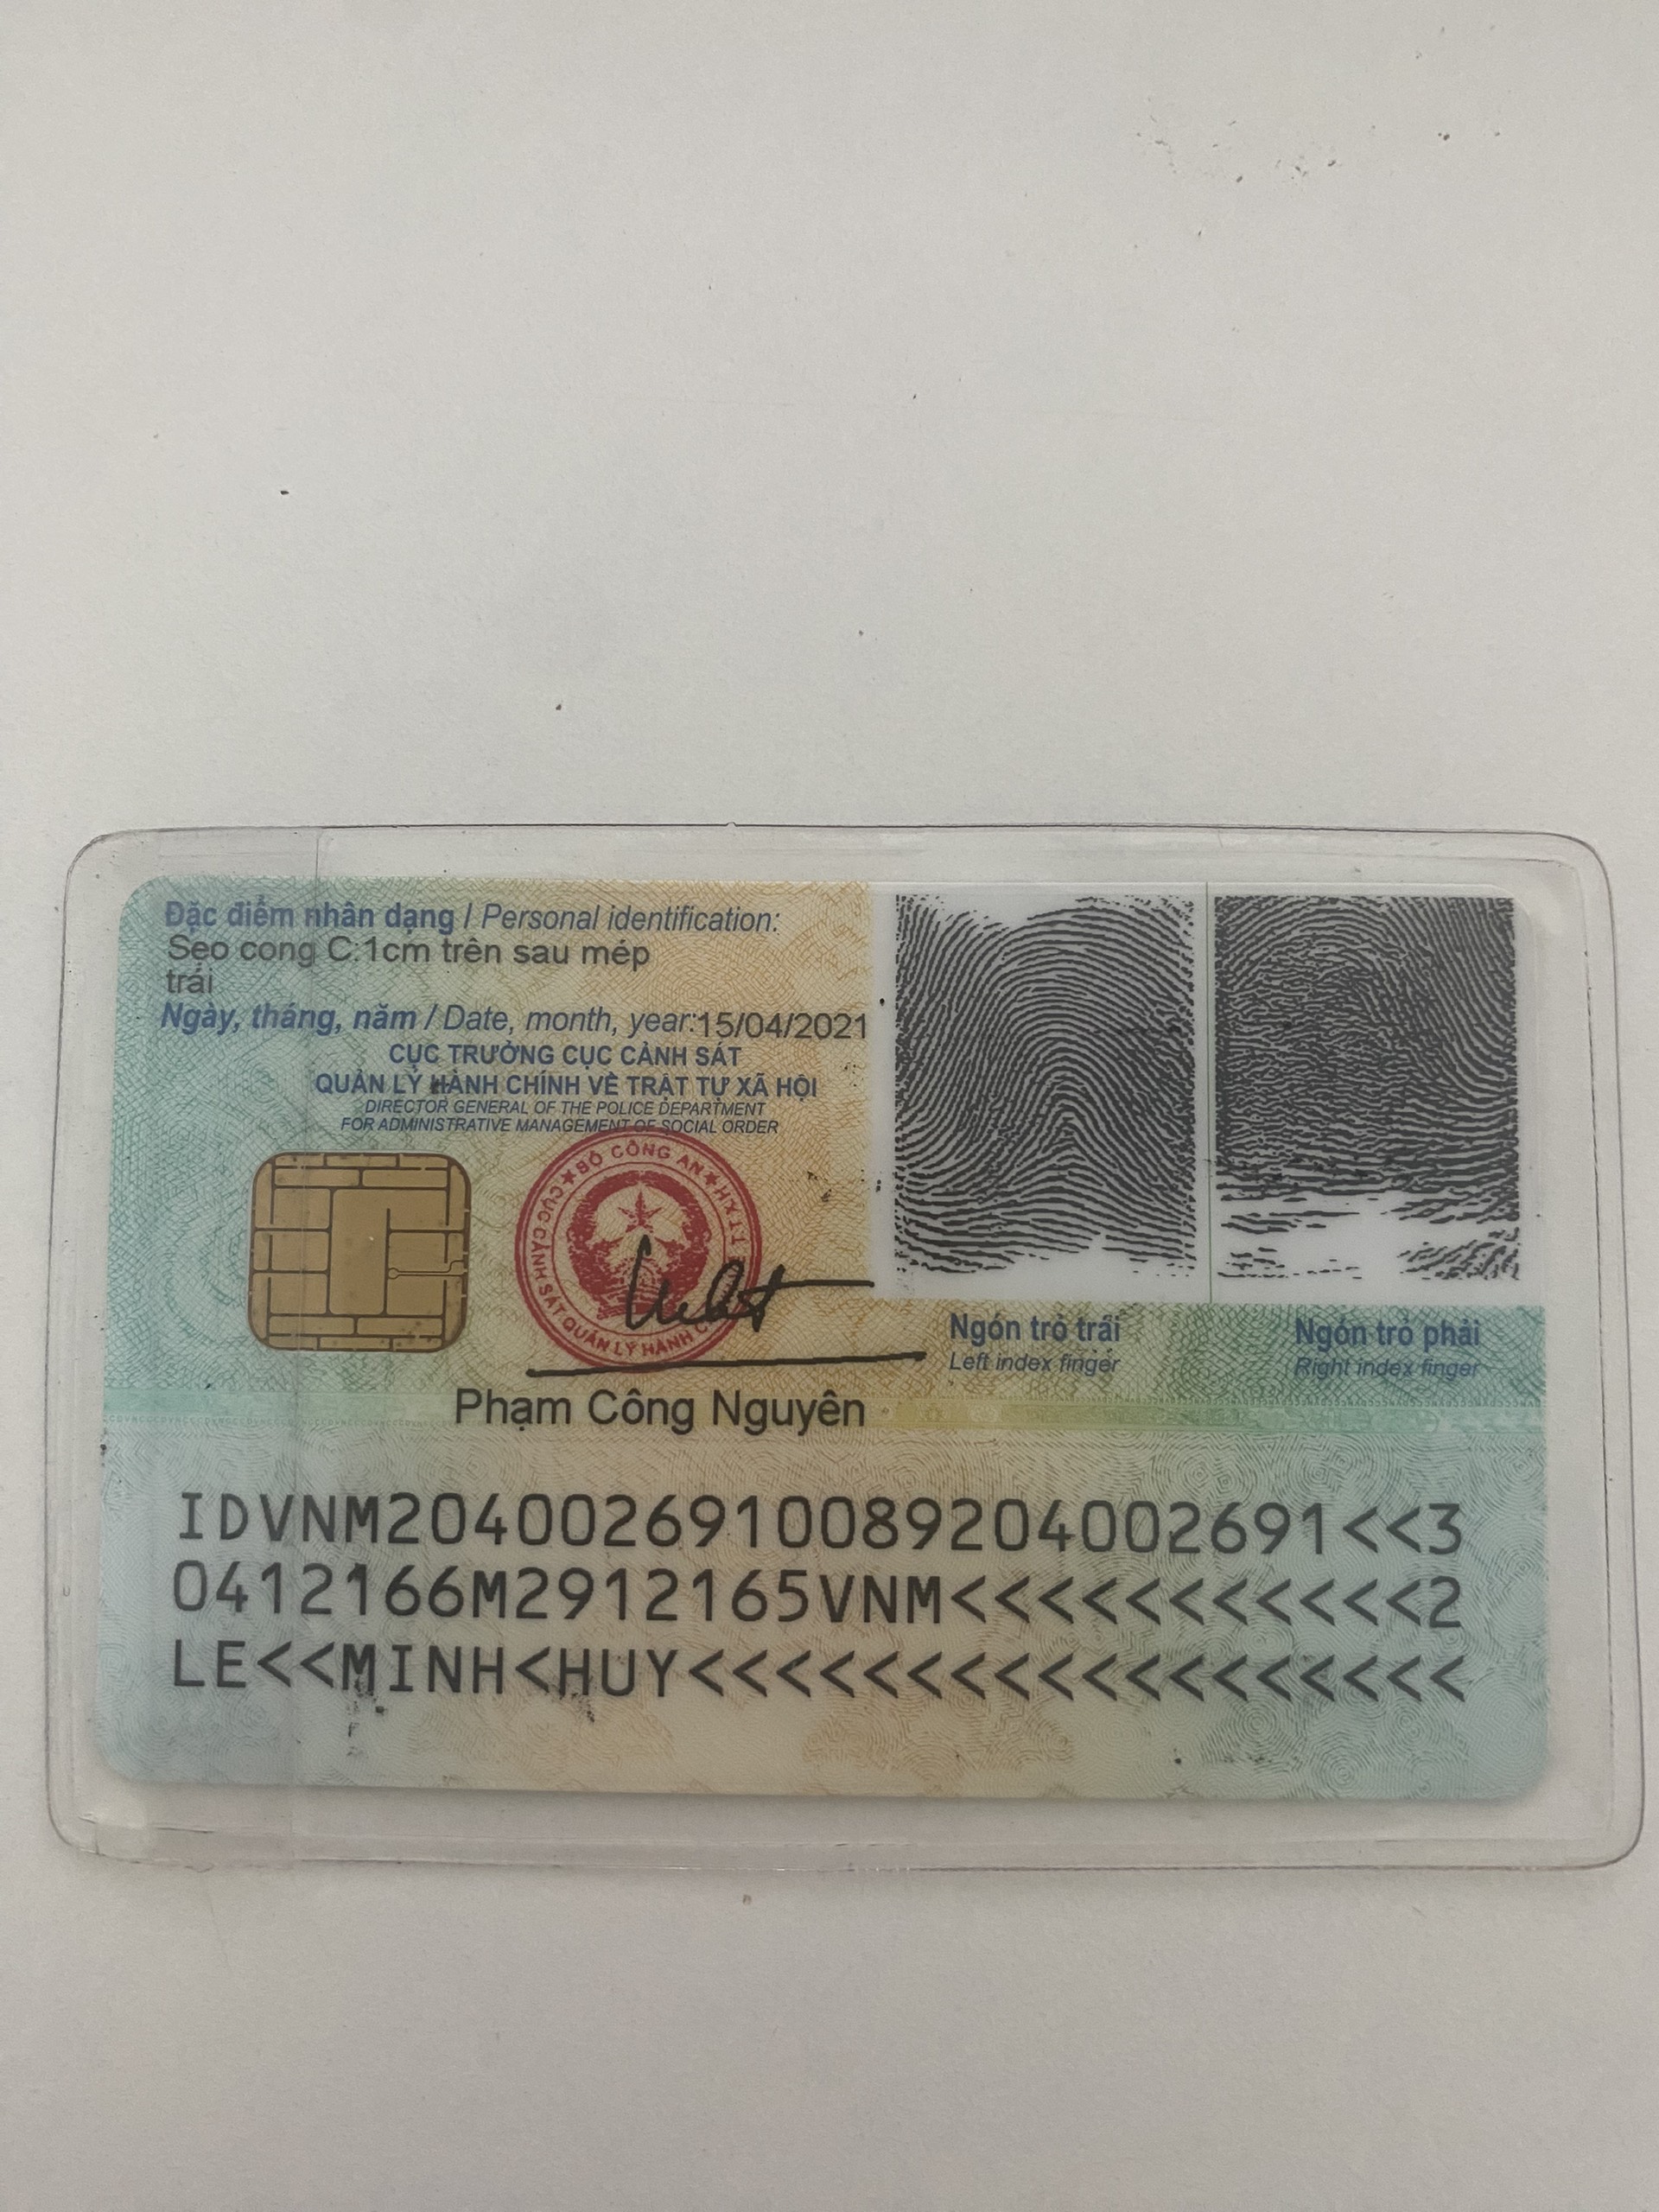 Đặc điểm nhân dạng / Personal identification:
Sẹo cong C:1cm trên sau mép
trái
Ngày, tháng, năm / Date, month, year:15/04/2021
CỤC TRƯỞNG CỤC CẢNH SÁT
QUẢN LÝ HÀNH CHÍNH VỀ TRẬT TỰ XÃ HỘI
DIRECTOR GENERAL OF THE POLICE DEPARTMENT
FOR ADMINISTRATIVE MANAGEMENT OF SOCIAL ORDER
BỘ CÔNG AN
CỤC CẢNH SÁT QUẢN LÝ HÀNH
Phạm Công Nguyên
Ngón trỏ trái
Left index finger
Ngón trỏ phải
Right index finger
IDVNM2040026910089204002691<<3
0412166M2912165VNM<<<<<<<<<<<2
LE<<MINH<HUY<<<<<<<<<<<<<<<<<<